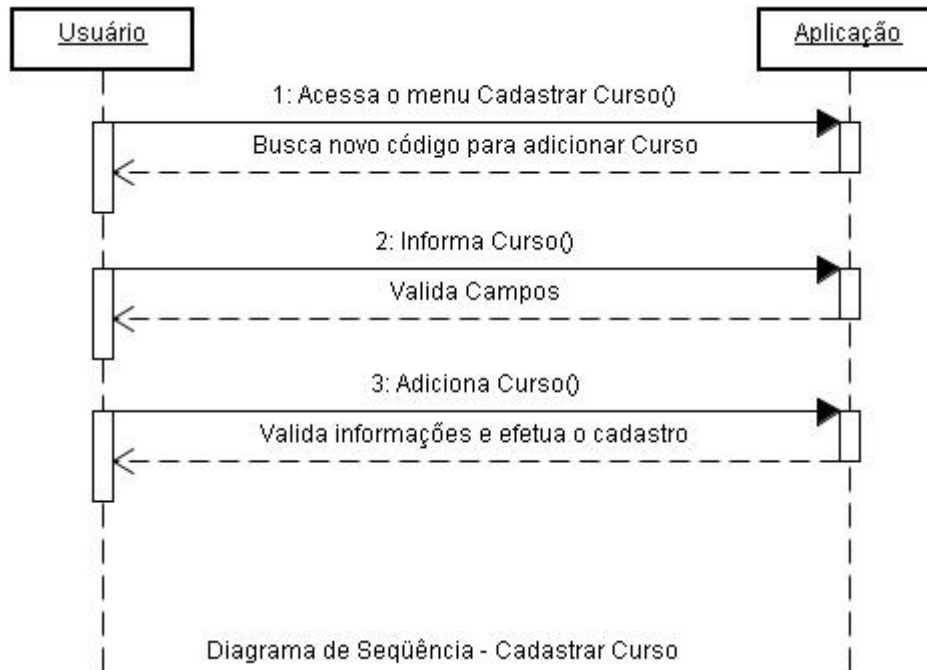 Usuário
Aplicação
1: Acessa o menu Cadastrar Curso()
Busca novo código para adicionar Curso
2: Informa Curso()
Valida Campos
3: Adiciona Curso()
Valida informações e efetua o cadastro
Diagrama de Seqüência - Cadastrar Curso